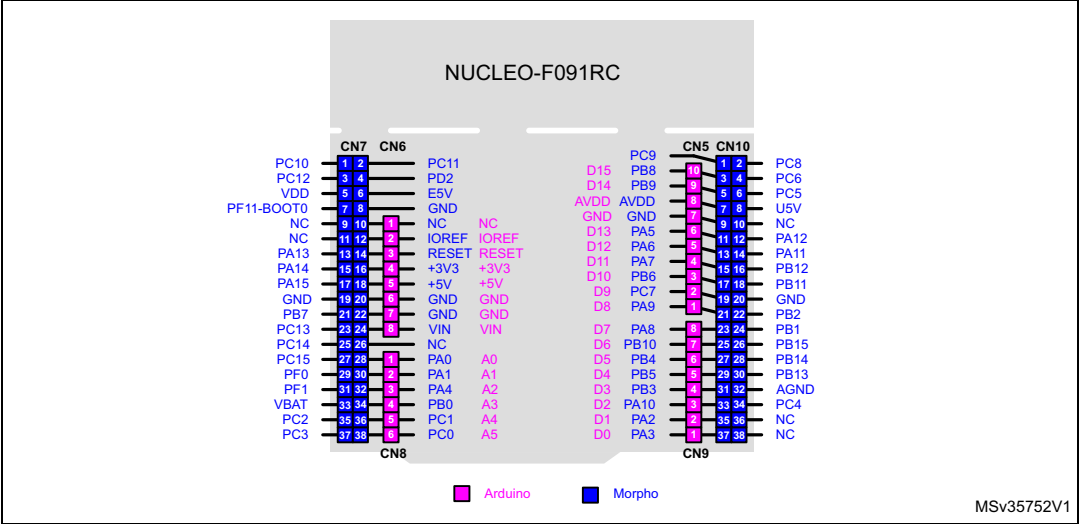 NUCLEO-F091RC
CN7 CN6 CN5 CN10
PC9
PC10 1 2 PC11 D15 PB8 10 1 2 PC8
PC12 3 4 PD2 D14 PB9 9 3 4 PC6
VDD 5 6 E5V AVDD AVDD 8 5 6 PC5
PF11-BOOT0 7 8 GND GND GND 7 7 8 U5V
NC 9 10 1 NC NC D13 PA5 6 9 10 NC
NC 11 12 2 IOREF IOREF D12 PA6 5 11 12 PA12
PA13 13 14 3 RESET RESET D11 PA7 4 13 14 PA11
PA14 15 16 4 +3V3 +3V3 D10 PB6 3 15 16 PB12
PA15 17 18 5 +5V +5V D9 PC7 2 17 18 PB11
GND 19 20 6 GND GND D8 PA9 1 19 20 GND
PB7 21 22 7 GND GND 21 22 PB2
PC13 23 24 8 VIN VIN D7 PA8 8 23 24 PB1
PC14 25 26 NC D6 PB10 7 25 26 PB15
PC15 27 28 1 PA0 A0 D5 PB4 6 27 28 PB14
PF0 29 30 2 PA1 A1 D4 PB5 5 29 30 PB13
PF1 31 32 3 PA4 A2 D3 PB3 4 31 32 AGND
VBAT 33 34 4 PB0 A3 D2 PA10 3 33 34 PC4
PC2 35 36 5 PC1 A4 D1 PA2 2 35 36 NC
PC3 37 38 6 PC0 A5 D0 PA3 1 37 38 NC
CN8 CN9
Arduino Morpho
MSv35752V1